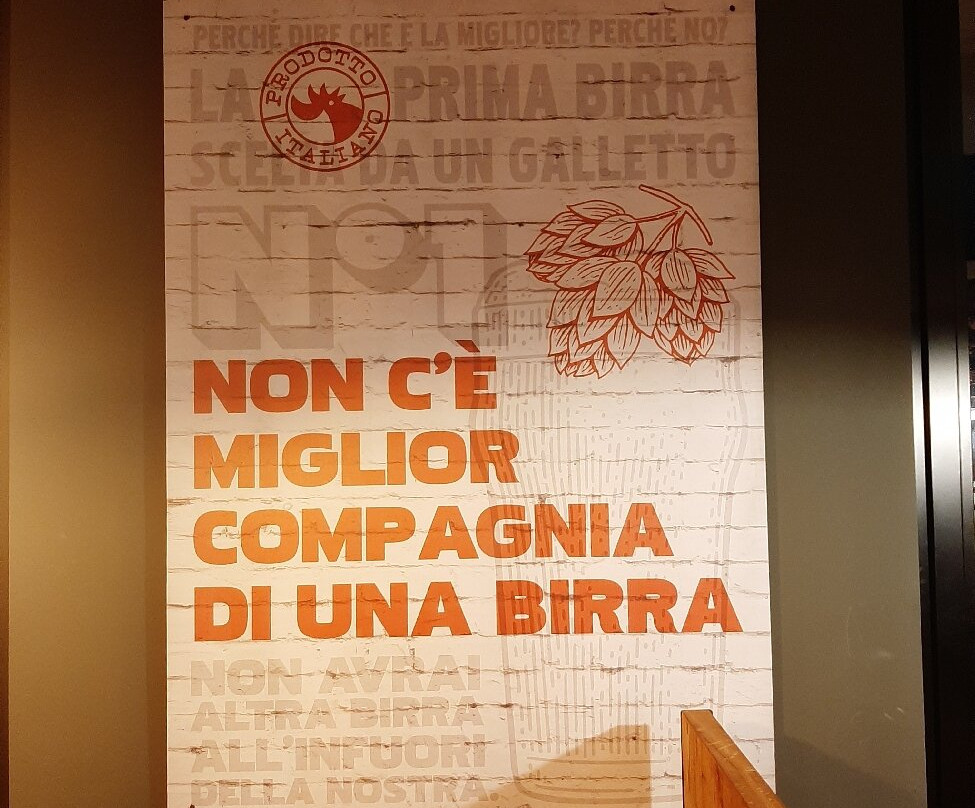 PERCHÉ DIRE CHE È LA MIGLIORE? PERCHÉ NO?
LA PRIMA BIRRA
PRODOTTO
ITALIANO
SCELTA DA UN GALLETTO
N°1
NON C'È
MIGLIOR
COMPAGNIA
DI UNA BIRRA
NON AVRAI
ALTRA BIRRA
ALL'INFUORI
DELLA NOSTRA.